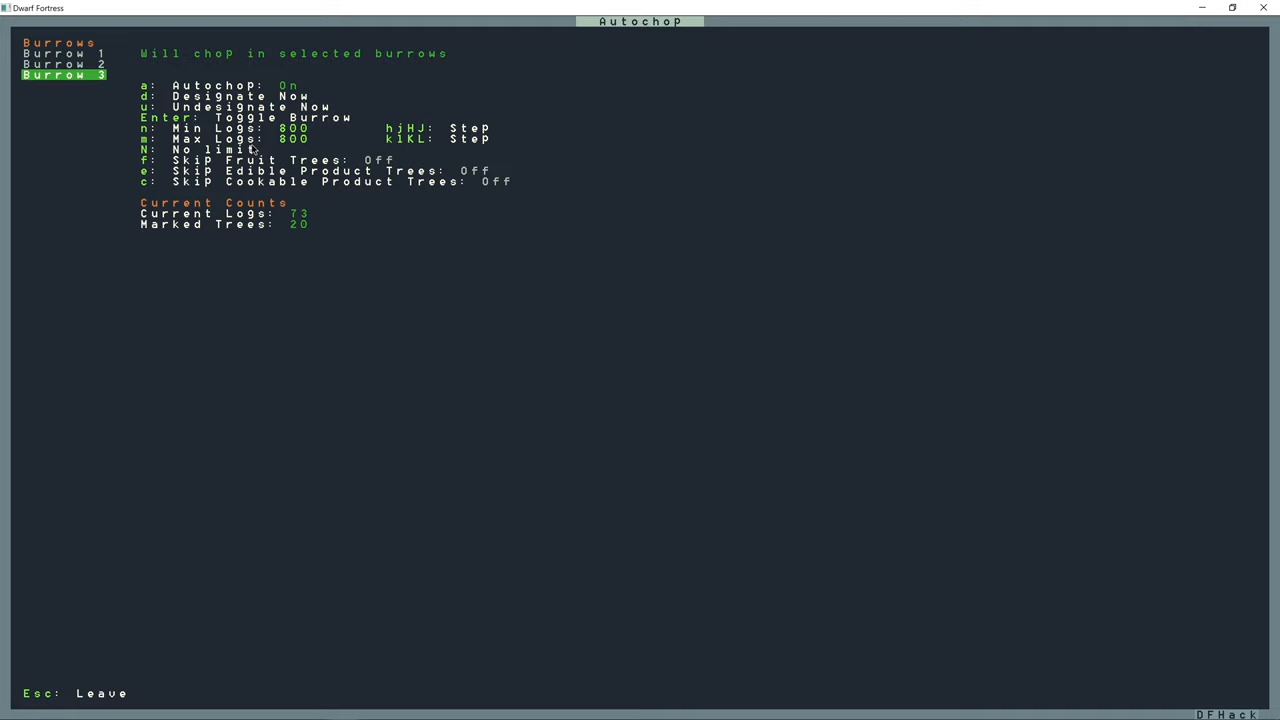 Dwarf Fortress
Autochop
Burrows
Burrow 1
Burrow 2
Burrow 3
Will chop in selected burrows
a: Autochop: On
d: Designate Now
u: Undesignate Now
Enter: Toggle Burrow
n: Min Logs: 800 hjHJ: Step
m: Max Logs: 800 klKL: Step
N: No limit
f: Skip Fruit Trees: Off
e: Skip Edible Product Trees: Off
c: Skip Cookable Product Trees: Off
Current Counts
Current Logs: 73
Marked Trees: 20
Esc: Leave
DFHack